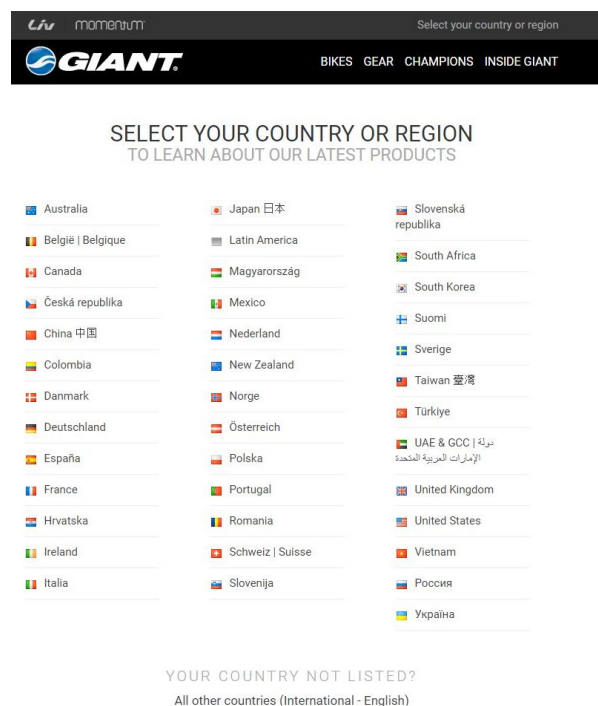 Liv momentum
Select your country or region
GIANT.
BIKES GEAR CHAMPIONS INSIDE GIANT
SELECT YOUR COUNTRY OR REGION
TO LEARN ABOUT OUR LATEST PRODUCTS
Australia
België | Belgique
Canada
Česká republika
China 中国
Colombia
Danmark
Deutschland
España
France
Hrvatska
Ireland
Italia
Japan 日本
Latin America
Magyarország
Mexico
Nederland
New Zealand
Norge
Österreich
Polska
Portugal
Romania
Schweiz | Suisse
Slovenija
Slovenská
republika
South Africa
South Korea
Suomi
Sverige
Taiwan 臺灣
Türkiye
UAE & GCC | دولة
الإمارات العربية المتحدة
United Kingdom
United States
Vietnam
Россия
Україна
YOUR COUNTRY NOT LISTED?
All other countries (International - English)